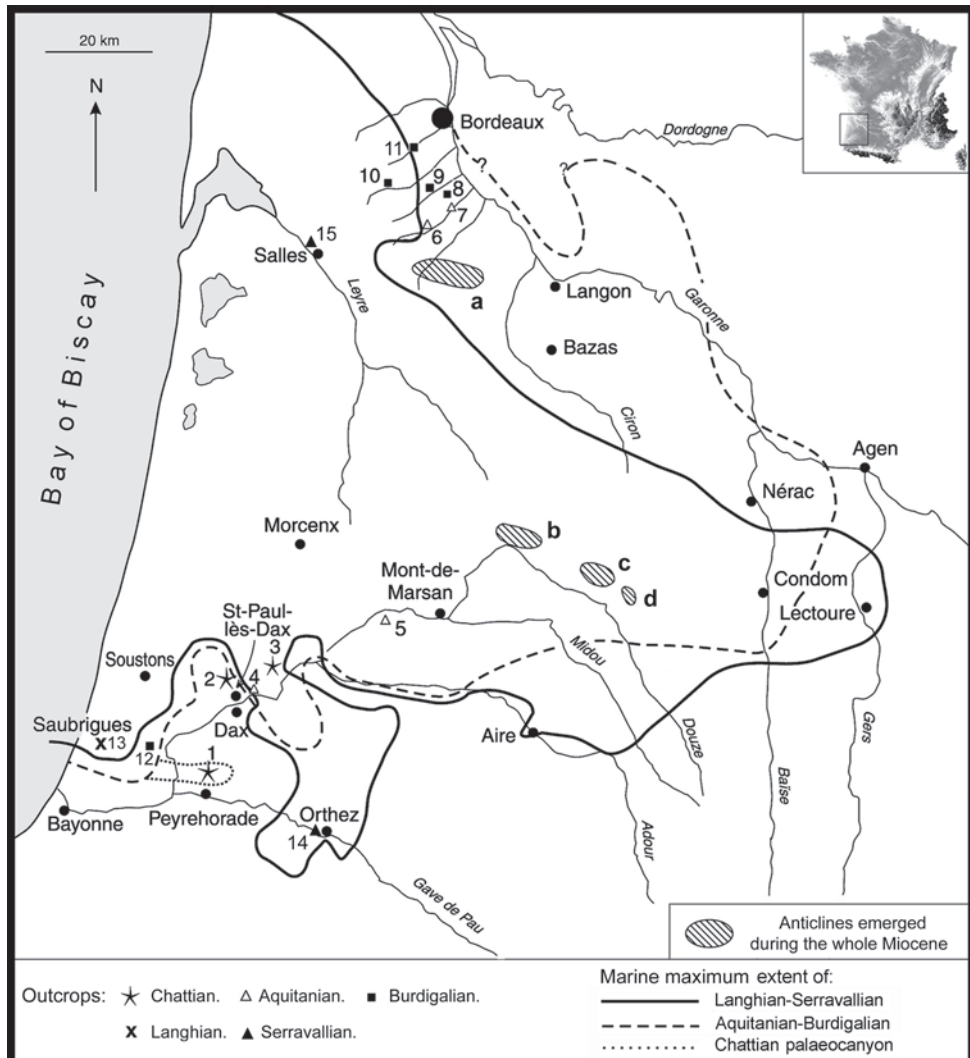 20 km
N
Bay of Biscay
Bordeaux
Dordogne
11
10
9
8
7
6
?
?
15
Salles
Leyre
a
Langon
Garonne
Bazas
Ciron
Agen
Nérac
Morcenx
b
c
d
Mont-de-
Marsan
5
Condom
Lectoure
St-Paul-
lès-Dax
3
Soustons
2
4
Midou
Saubrigues
x13
12
Dax
1
Aire
Douze
Gers
Baïse
Bayonne
Peyrehorade
Orthez
14
Adour
Gave de Pau
Anticlines emerged
during the whole Miocene
Outcrops: Chattian. Aquitanian. Burdigalian.
x Langhian. Serravallian.
Marine maximum extent of:
Langhian-Serravallian
Aquitanian-Burdigalian
Chattian palaeocanyon